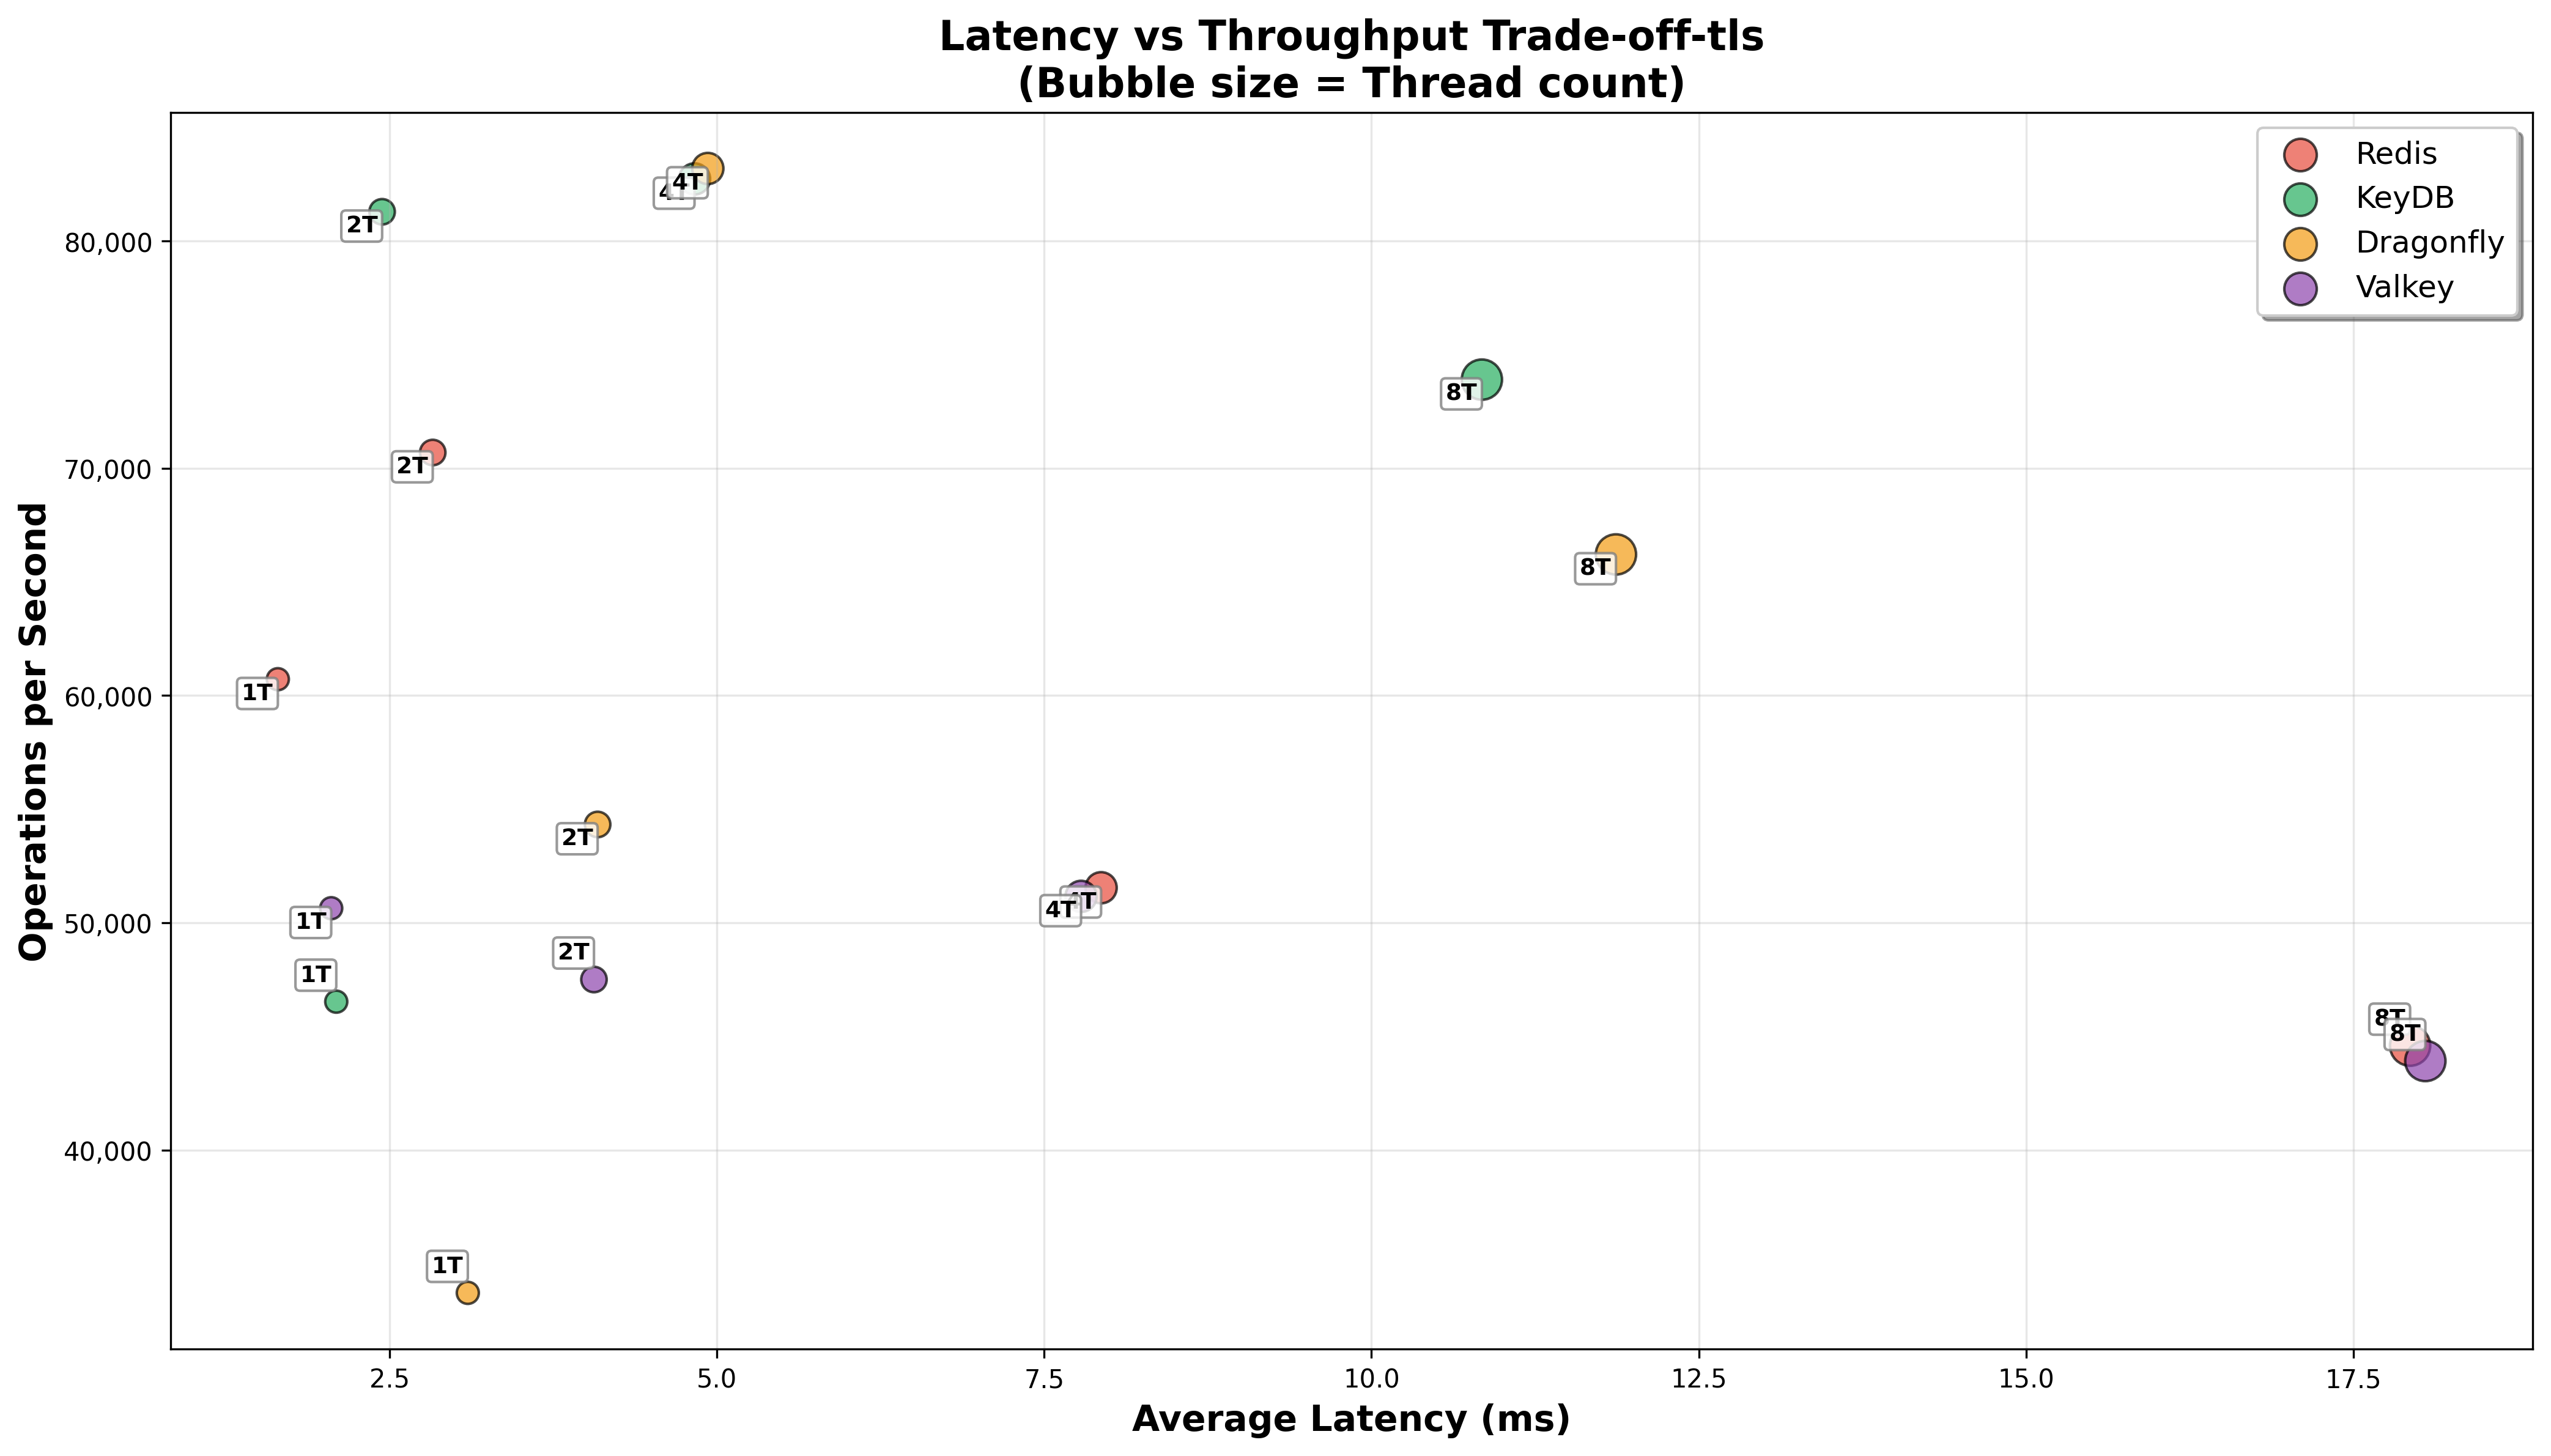 Latency vs Throughput Trade-off-tls
(Bubble size = Thread count)
Redis
KeyDB
Dragonfly
Valkey
Operations per Second
80,000
70,000
60,000
50,000
40,000
4T
2T
8T
2T
8T
1T
2T
4T
1T
2T
1T
8T
8T
1T
2.5
5.0
7.5
10.0
12.5
15.0
17.5
Average Latency (ms)